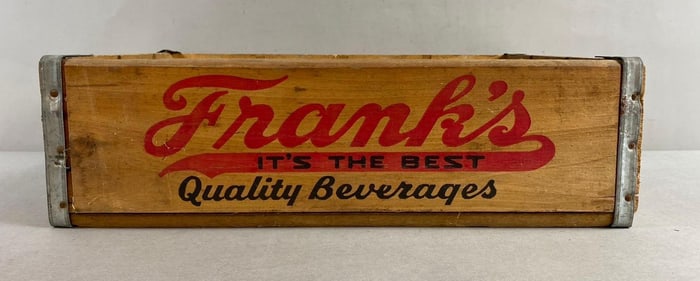 Frank's
IT'S THE BEST
Quality Beverages